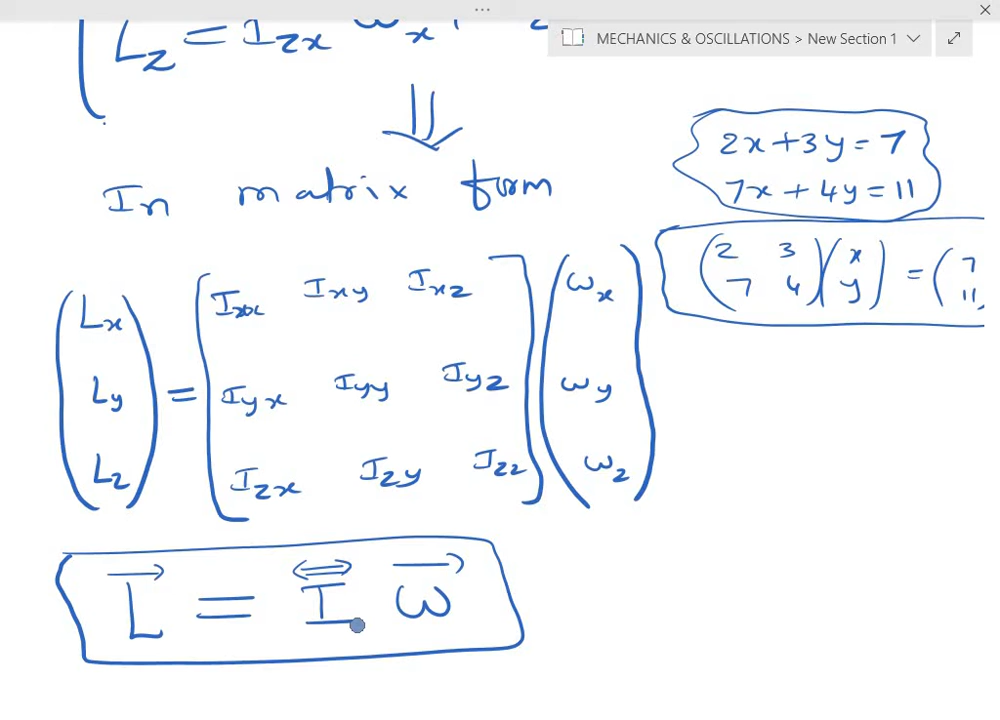 MECHANICS & OSCILLATIONS > New Section 1
Lz = Izx ωx
In matrix form
2x + 3y = 7
7x + 4y = 11
(2 3) (x) = (7
(7 4) (y) (11
(Lx) = [Ixx Ixy Ixz] (ωx)
(Ly) [Iyx Iyy Iyz] (ωy)
(Lz) [Izx Izy Izz] (ωz)
L⃗ = I⃡ ω⃗